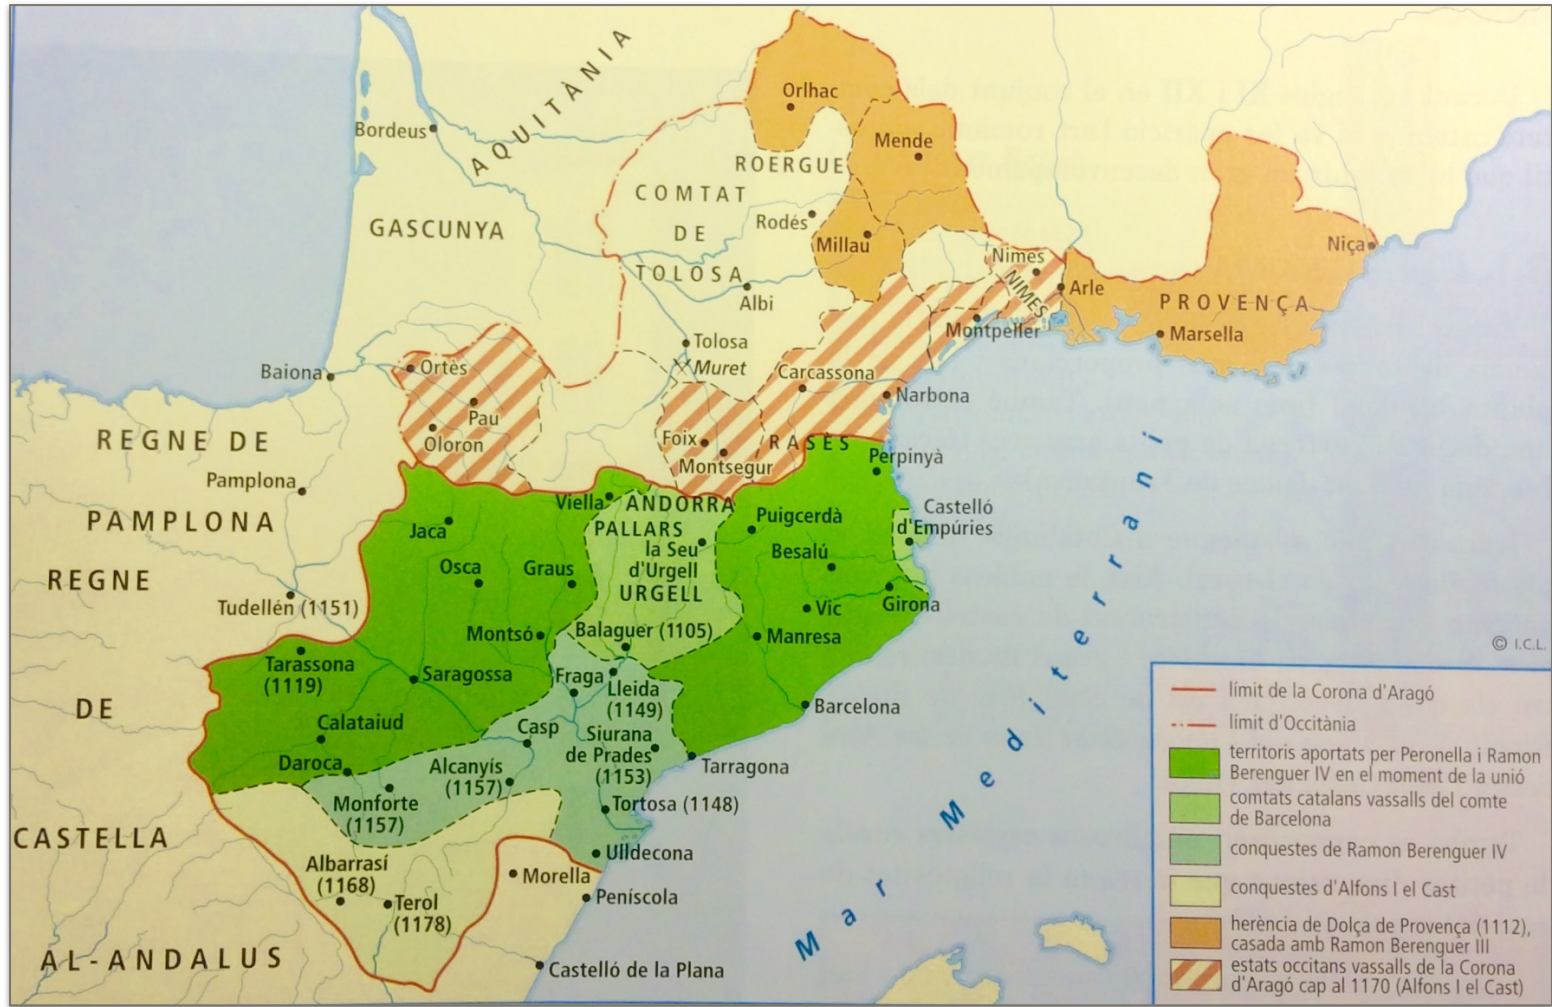 Orlhac
Bordeus
AQUITÀNIA
Mende
ROERGUE
COMTAT
DE
TOLOSA
Rodés
GASCUNYA
Millau
Niça
Nimes
NIMES
Arle
PROVENÇA
Albi
Montpeller
Marsella
Tolosa
Muret
Baiona
Ortès
Carcassona
Narbona
Pau
Oloron
Foix
RASÈS
Montsegur
Perpinyà
REGNE DE
PAMPLONA
Pamplona
Viella
ANDORRA
PALLARS
Puigcerdà
Castelló
d'Empúries
Jaca
la Seu
d'Urgell
URGELL
Besalú
Osca
Graus
REGNE
DE
CASTELLA
Tudellén (1151)
Vic
Girona
Montsó
Balaguer (1105)
Manresa
Tarassona
(1119)
Saragossa
Fraga
Lleida
(1149)
Barcelona
Calataiud
Casp
Siurana
de Prades
(1153)
Daroca
Alcanyís
(1157)
Tarragona
Monforte
(1157)
Tortosa (1148)
Ulldecona
Albarrasí
(1168)
Morella
Peníscola
Terol
(1178)
AL-ANDALUS
Castelló de la Plana
Mar Mediterrani
© I.C.L.
límit de la Corona d'Aragó
límit d'Occitània
territoris aportats per Peronella i Ramon
Berenguer IV en el moment de la unió
comtats catalans vassalls del comte
de Barcelona
conquestes de Ramon Berenguer IV
conquestes d'Alfons I el Cast
herència de Dolça de Provença (1112),
casada amb Ramon Berenguer III
estats occitans vassalls de la Corona
d'Aragó cap al 1170 (Alfons I el Cast)